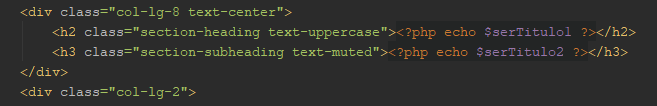 <div class="col-lg-8 text-center">
<h2 class="section-heading text-uppercase"><?php echo $serTitulo1 ?></h2>
<h3 class="section-subheading text-muted"><?php echo $serTitulo2 ?></h3>
</div>
<div class="col-lg-2">